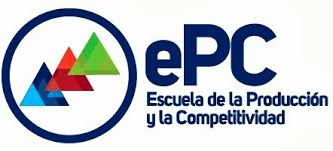 ePC
Escuela de la Producción
y la Competitividad